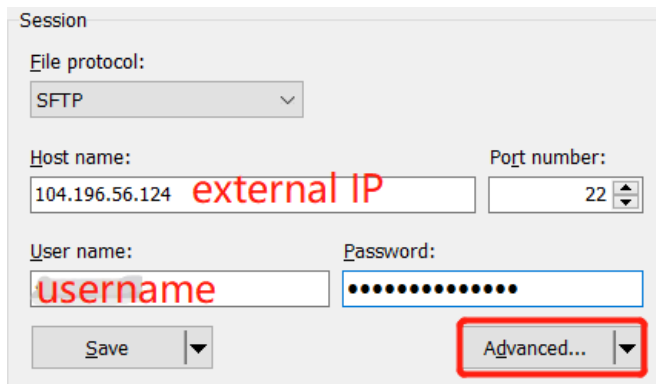 Session
File protocol:
SFTP
Host name:
Port number:
104.196.56.124 external IP
22
User name:
Password:
username
••••••••••••••
Save
Advanced...